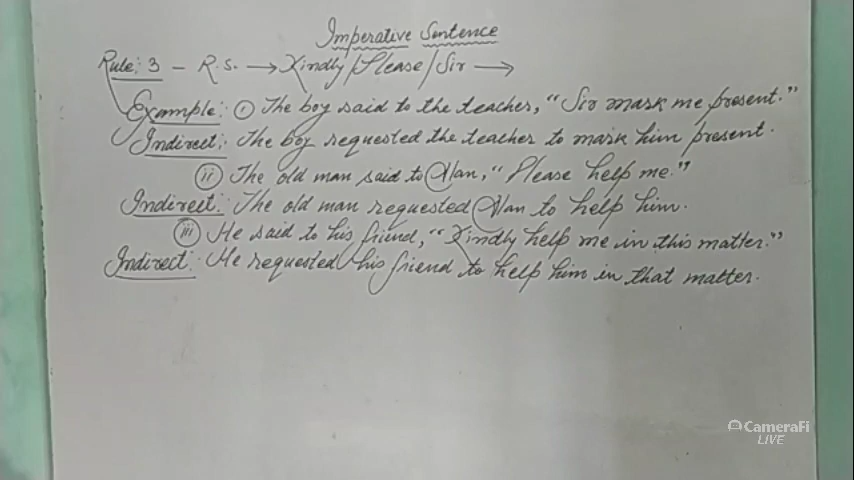 Imperative Sentence
Rule: 3 - R.S. → Kindly/Please/Sir →
Example: (i) The boy said to the teacher, "Sir mark me present."
Indirect: The boy requested the teacher to mark him present.
(ii) The old man said to Alan, "Please help me."
Indirect: The old man requested Alan to help him.
(iii) He said to his friend, "Kindly help me in this matter."
Indirect: He requested his friend to help him in that matter.
CameraFi
LIVE